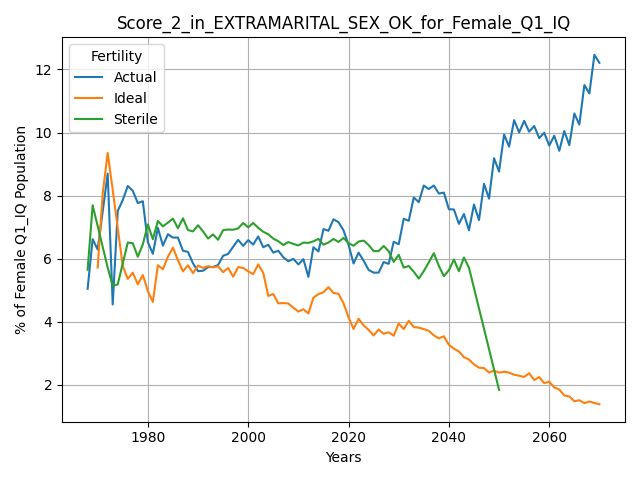 Score_2_in_EXTRAMARITAL_SEX_OK_for_Female_Q1_IQ
Fertility
Actual
Ideal
Sterile
% of Female Q1_IQ Population
12
10
8
6
4
2
1980
2000
2020
2040
2060
Years